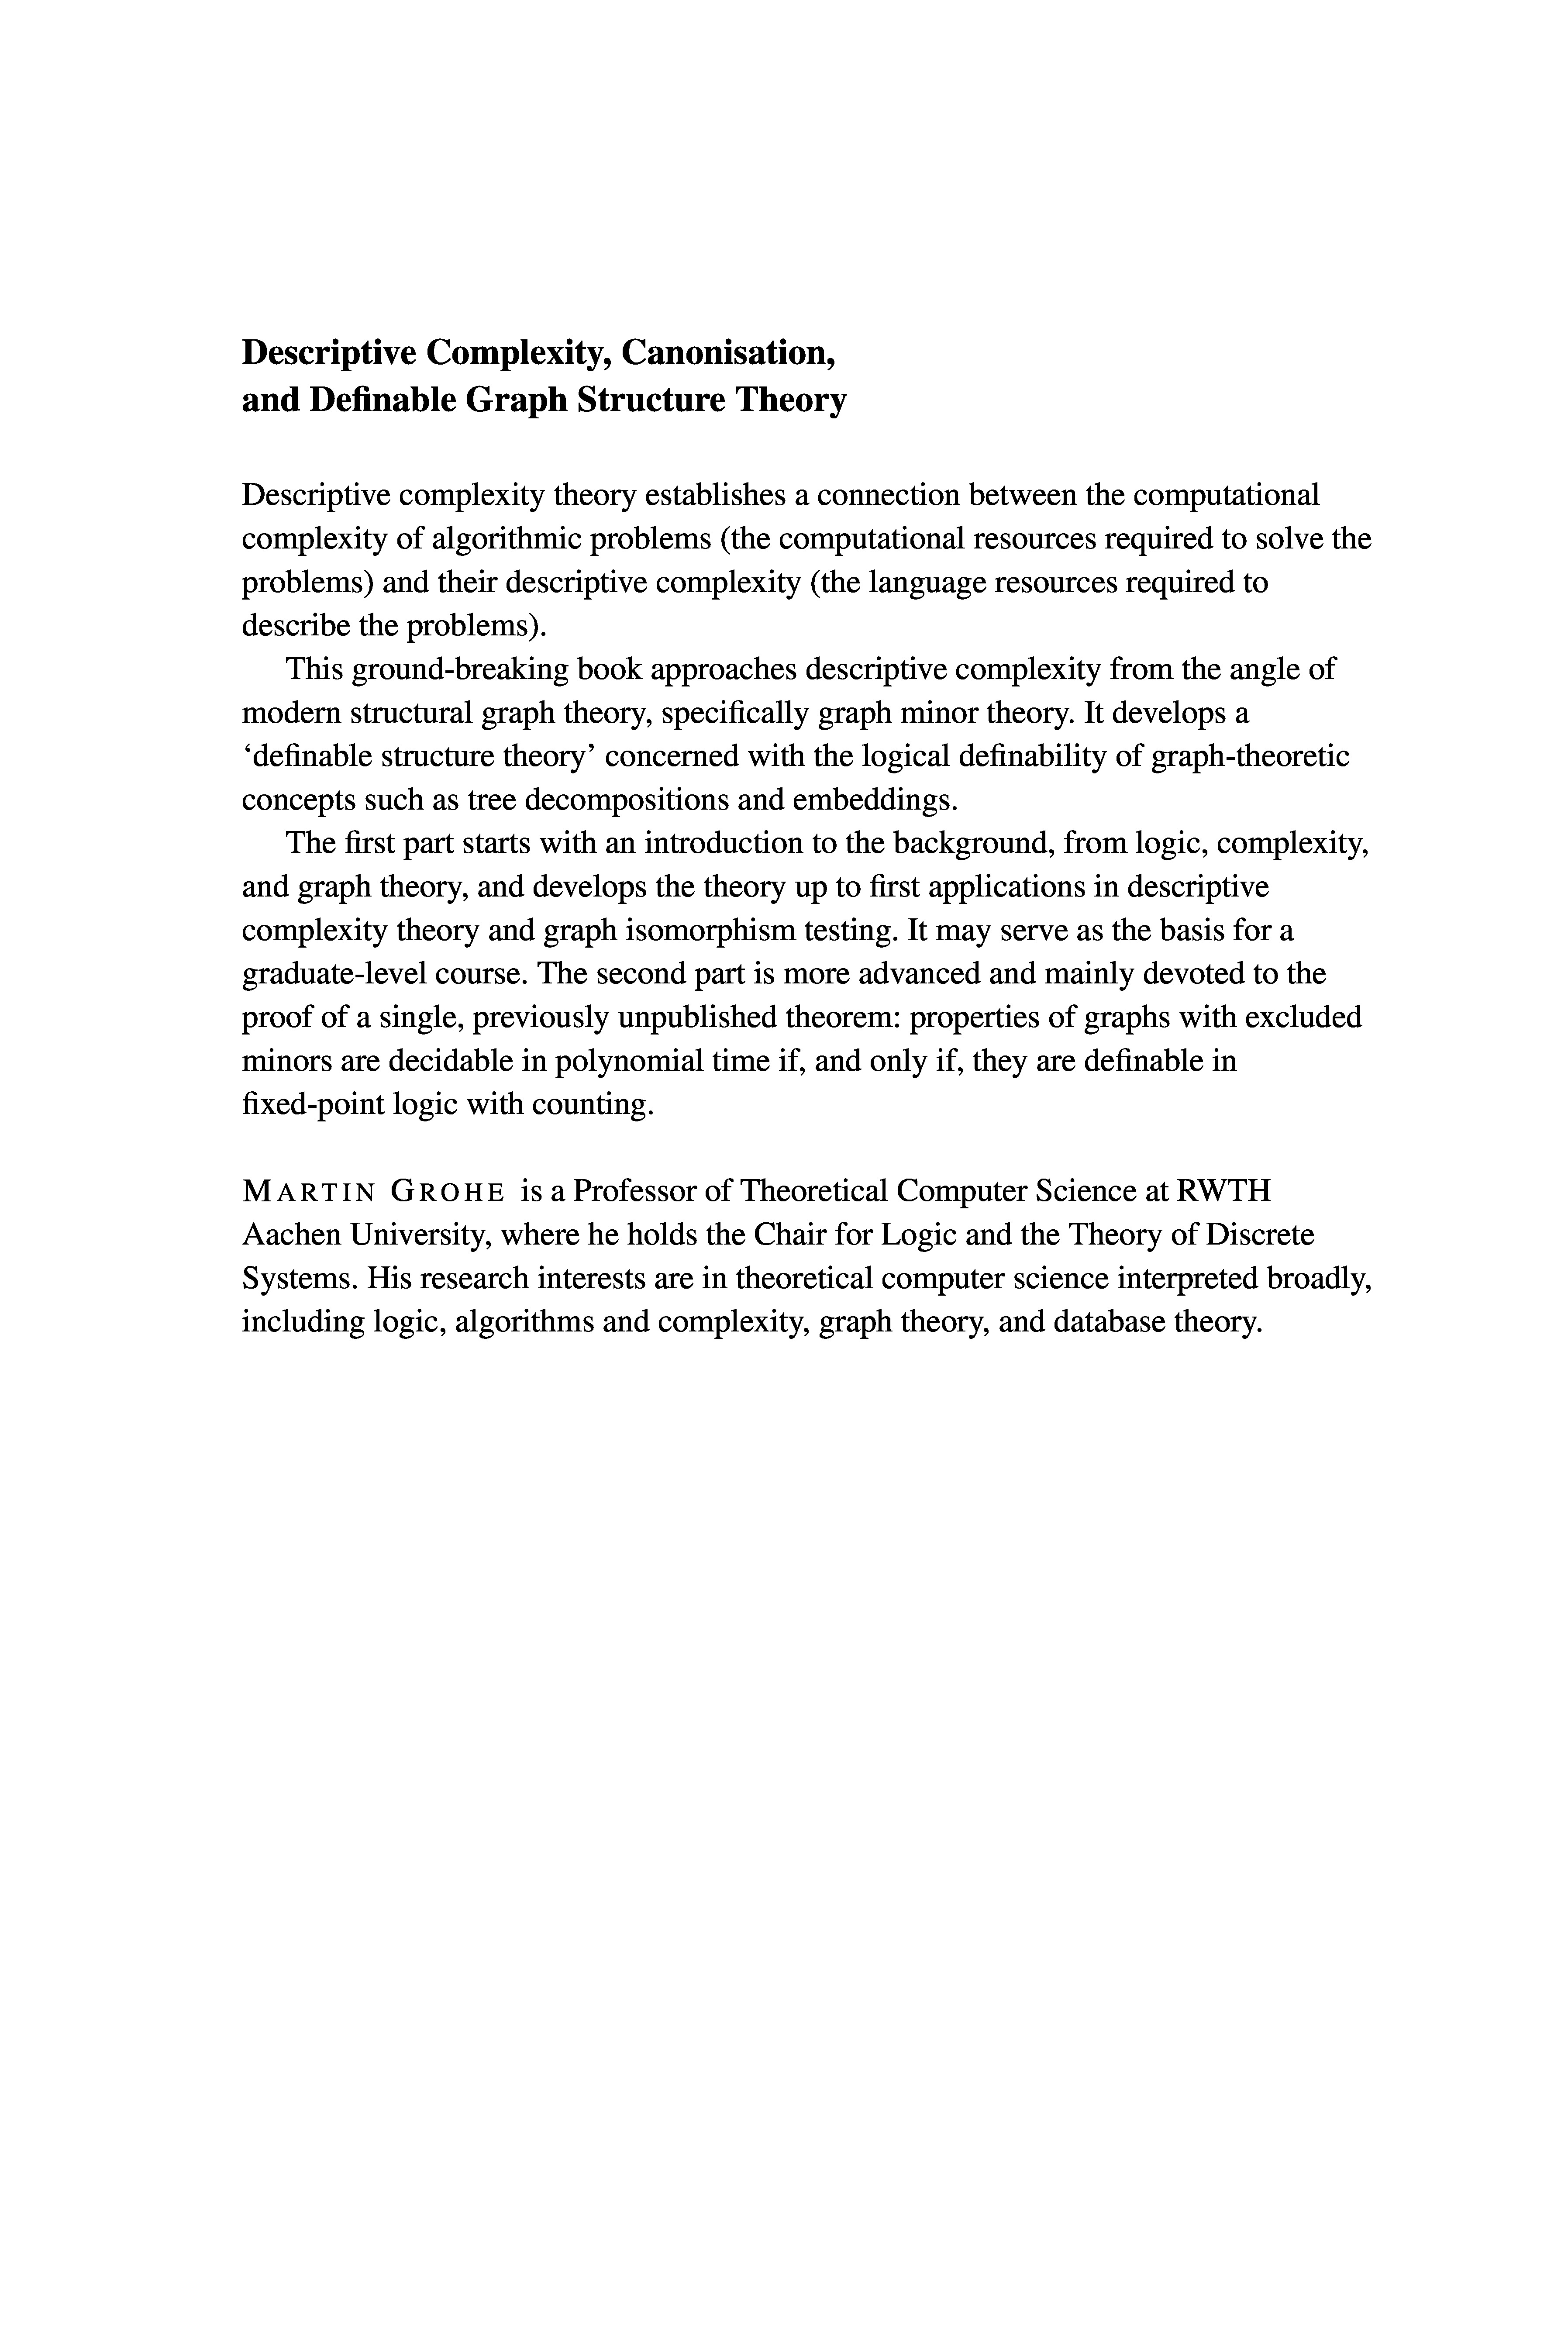 Descriptive Complexity, Canonisation,
and Definable Graph Structure Theory
Descriptive complexity theory establishes a connection between the computational
complexity of algorithmic problems (the computational resources required to solve the
problems) and their descriptive complexity (the language resources required to
describe the problems).
This ground-breaking book approaches descriptive complexity from the angle of
modern structural graph theory, specifically graph minor theory. It develops a
‘definable structure theory’ concerned with the logical definability of graph-theoretic
concepts such as tree decompositions and embeddings.
The first part starts with an introduction to the background, from logic, complexity,
and graph theory, and develops the theory up to first applications in descriptive
complexity theory and graph isomorphism testing. It may serve as the basis for a
graduate-level course. The second part is more advanced and mainly devoted to the
proof of a single, previously unpublished theorem: properties of graphs with excluded
minors are decidable in polynomial time if, and only if, they are definable in
fixed-point logic with counting.
MARTIN GROHE is a Professor of Theoretical Computer Science at RWTH
Aachen University, where he holds the Chair for Logic and the Theory of Discrete
Systems. His research interests are in theoretical computer science interpreted broadly,
including logic, algorithms and complexity, graph theory, and database theory.